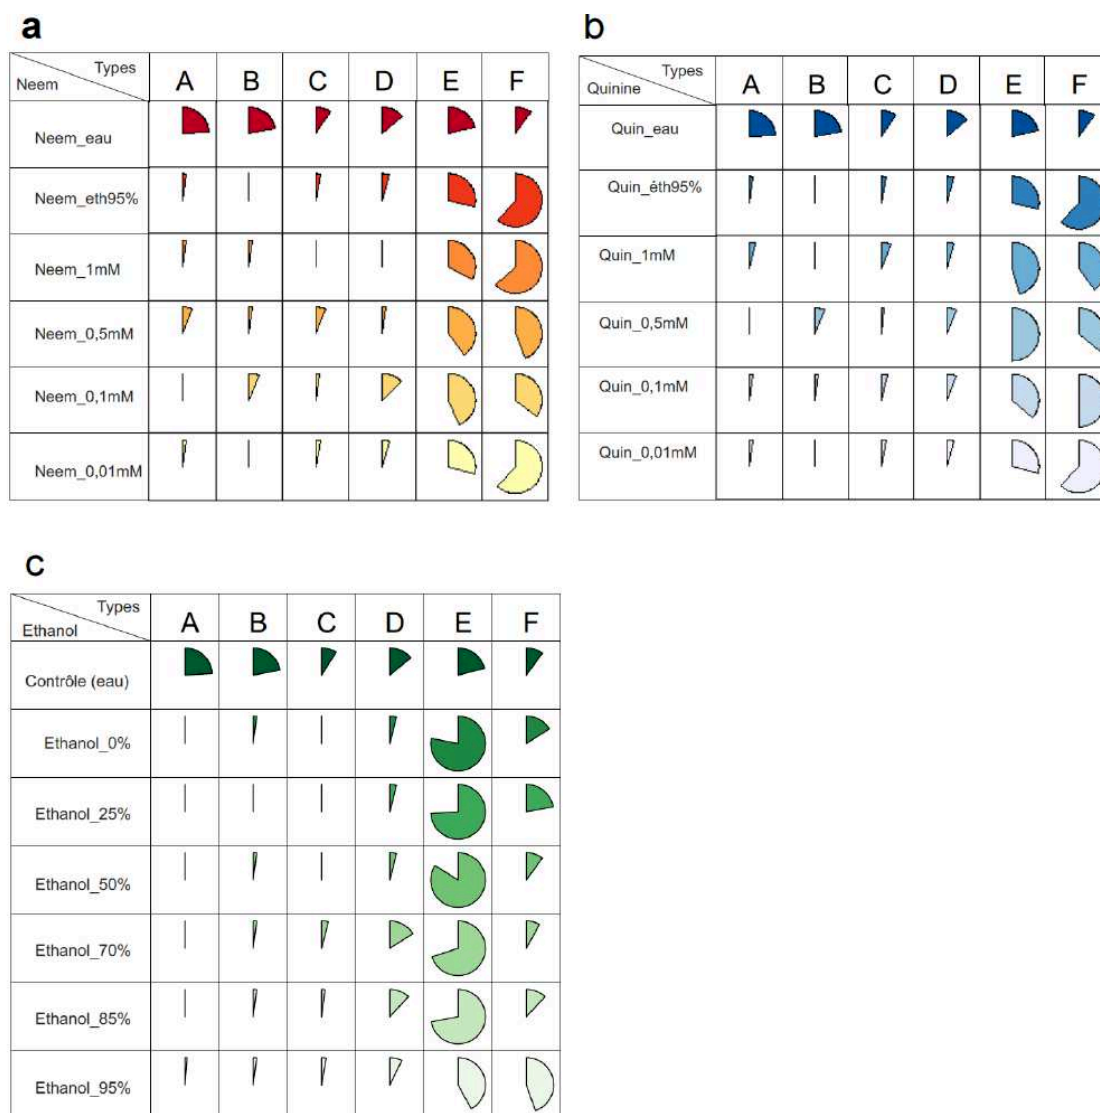 a
Types
Neem
A B C D E F
Neem_eau
Neem_eth95%
Neem_1mM
Neem_0,5mM
Neem_0,1mM
Neem_0,01mM
b
Types
Quinine
A B C D E F
Quin_eau
Quin_éth95%
Quin_1mM
Quin_0,5mM
Quin_0,1mM
Quin_0,01mM
c
Types
Ethanol
A B C D E F
Contrôle (eau)
Ethanol_0%
Ethanol_25%
Ethanol_50%
Ethanol_70%
Ethanol_85%
Ethanol_95%